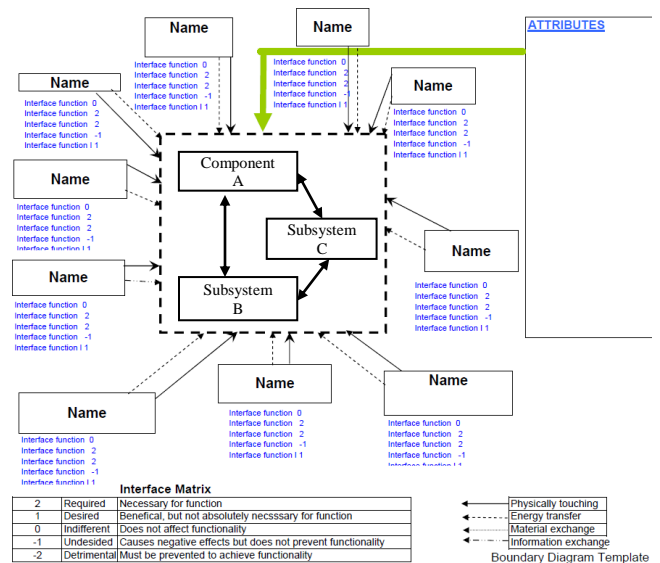 ATTRIBUTES
Name
Interface function 0
Interface function 2
Interface function 2
Interface function -1
Interface function I 1
Name
Interface function 0
Interface function 2
Interface function 2
Interface function -1
Interface function I 1
Name
Interface function 0
Interface function 2
Interface function 2
Interface function -1
Interface function I 1
Name
Interface function 0
Interface function 2
Interface function 2
Interface function -1
Interface function I 1
Name
Interface function 0
Interface function 2
Interface function 2
Interface function -1
Interface function I 1
Component
A
Subsystem
C
Subsystem
B
Name
Interface function 0
Interface function 2
Interface function 2
Interface function -1
Interface function I 1
Name
Interface function 0
Interface function 2
Interface function 2
Interface function -1
Interface function I 1
Name
Interface function 0
Interface function 2
Interface function 2
Interface function -1
Interface function I 1
Name
Interface function 0
Interface function 2
Interface function 2
Interface function -1
Interface function I 1
Name
Interface function 0
Interface function 2
Interface function 2
Interface function -1
Interface function I 1
Interface Matrix
2 Required Necessary for function
1 Desired Benefical, but not absolutely necssary for function
0 Indifferent Does not affect functionality
-1 Undesided Causes negative effects but does not prevent functionality
-2 Detrimental Must be prevented to achieve functionality
Physically touching
Energy transfer
Material exchange
Information exchange
Boundary Diagram Template